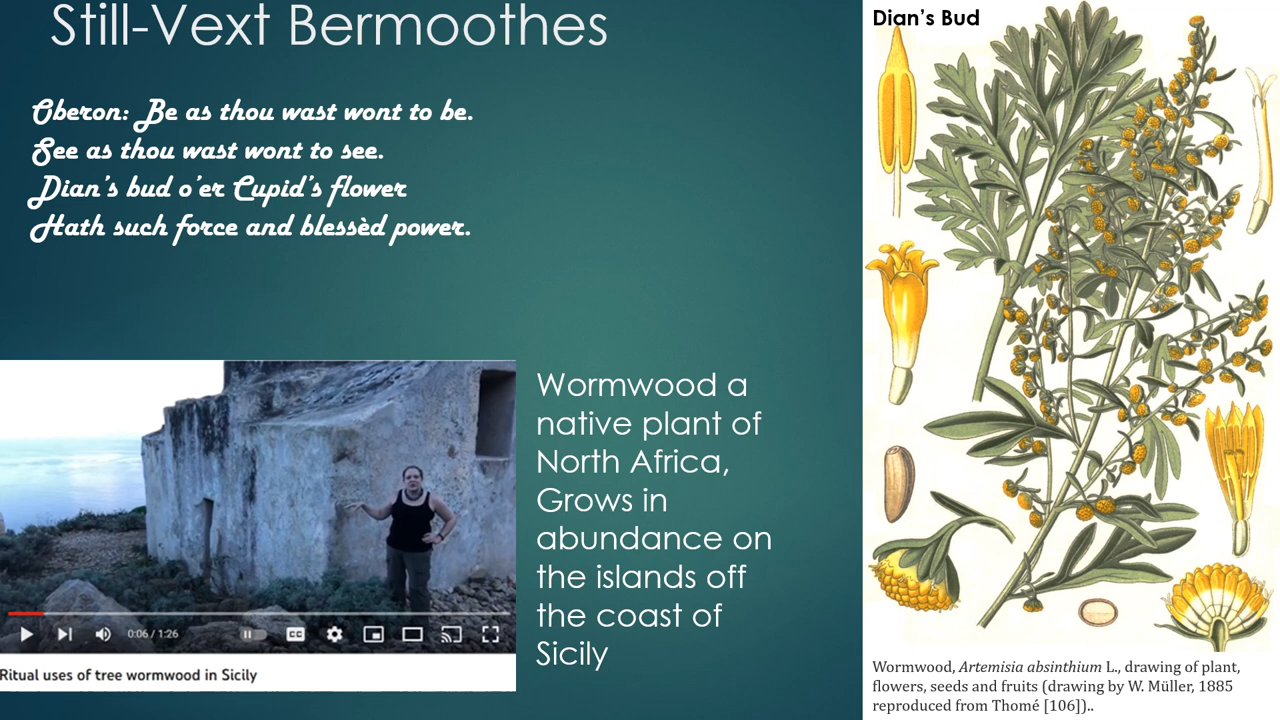 Still-Vext Bermoothes
Oberon: Be as thou wast wont to be.
See as thou wast wont to see.
Dian's bud o'er Cupid's flower
Hath such force and blessèd power.
0:06 / 1:26
CC
Ritual uses of tree wormwood in Sicily
Wormwood a
native plant of
North Africa,
Grows in
abundance on
the islands off
the coast of
Sicily
Dian's Bud
Wormwood, Artemisia absinthium L., drawing of plant,
flowers, seeds and fruits (drawing by W. Müller, 1885
reproduced from Thomé [106])..